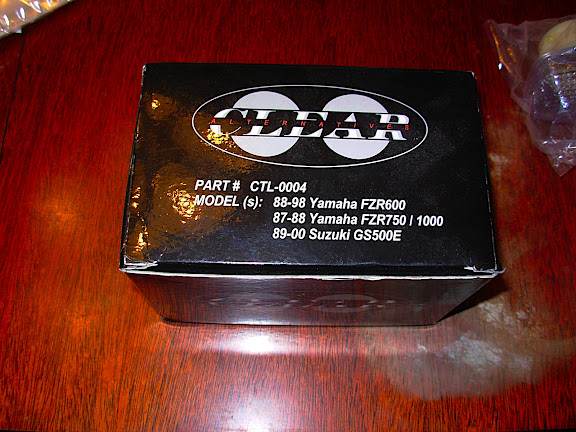 CLEAR
ALTERNATIVES
PART # CTL-0004
MODEL (s): 88-98 Yamaha FZR600
87-88 Yamaha FZR750 / 1000
89-00 Suzuki GS500E